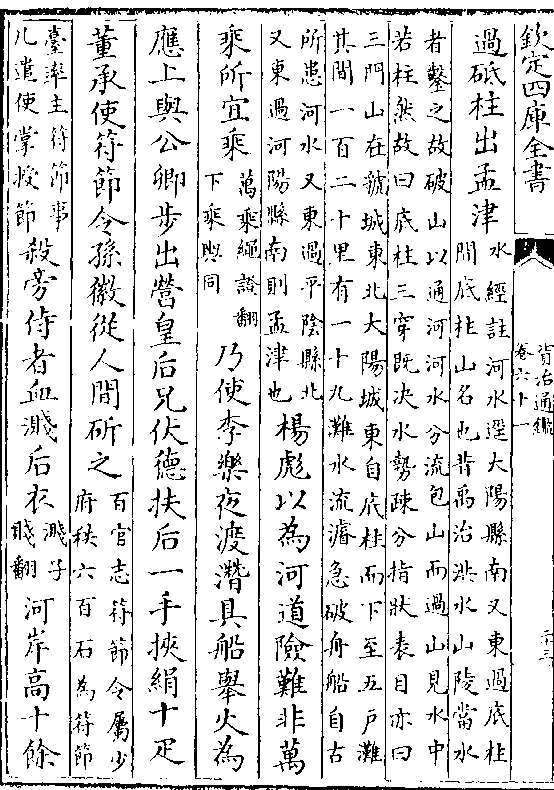 欽定四庫全書
資治通鑑
卷六十一
二十三
過砥柱出孟津
水經註河水逕大陽縣南又東過底柱
間底柱山名也昔禹治洪水山陵當水
者鑿之故破山以通河河水分流包山而過山見水中
若柱然故曰底柱三穿既決水勢疎分指狀表目亦曰
三門山在虢城東北大陽城東自底柱而下至五戶灘
其間一百二十里有一十九灘水流濬急破舟船自古
所患河水又東過平陰縣北
又東過河陽縣南則孟津也
楊彪以為河道險難非萬
乘所宜乘
萬乘繩證翻
下乘輿同
乃使李樂夜渡濳具船舉火為
應上與公卿步出營皇后兄伏德扶后一手挾絹十疋
董承使符節令孫徽從人間斫之
百官志符節令屬少
府秩六百石為符節
臺率主符節事
凡遣使掌授節
殺旁侍者血濺后衣
濺子
賤翻
河岸高十餘